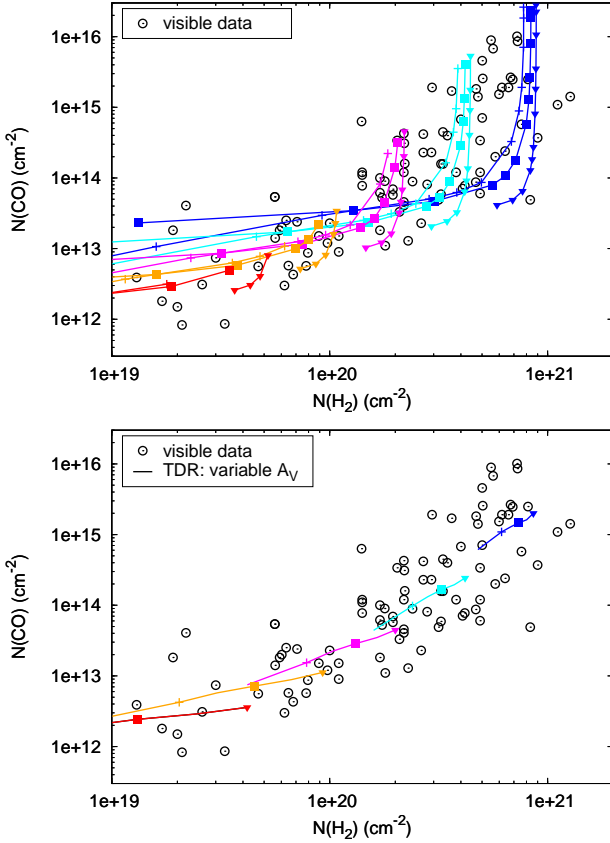 visible data
1e+16
1e+15
1e+14
1e+13
1e+12
N(CO) (cm-2)
1e+19 1e+20 1e+21
N(H2) (cm-2)
visible data
TDR: variable AV
1e+16
1e+15
1e+14
1e+13
1e+12
N(CO) (cm-2)
1e+19 1e+20 1e+21
N(H2) (cm-2)